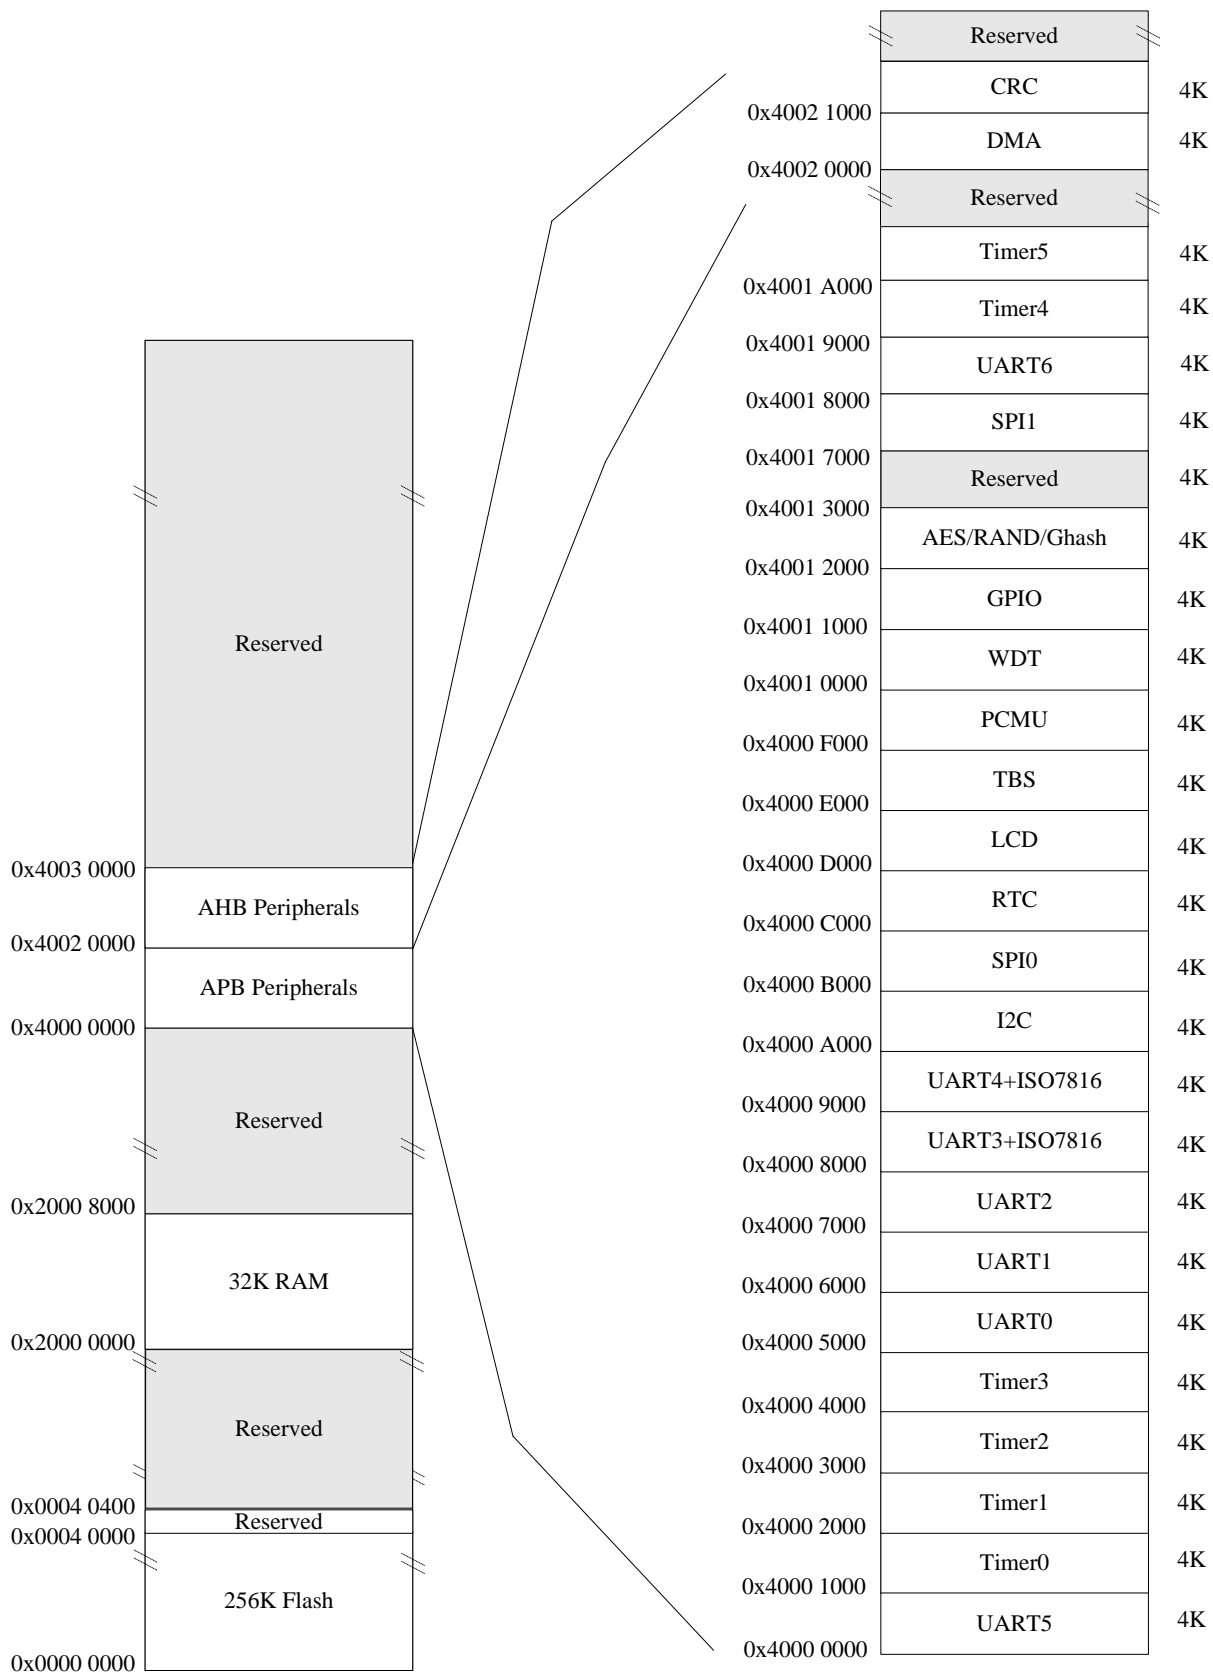 Reserved
CRC 4K
0x4002 1000
DMA 4K
0x4002 0000
Reserved
Timer5 4K
0x4001 A000
Timer4 4K
0x4001 9000
UART6 4K
0x4001 8000
SPI1 4K
0x4001 7000
Reserved 4K
0x4001 3000
AES/RAND/Ghash 4K
0x4001 2000
GPIO 4K
0x4001 1000
WDT 4K
0x4001 0000
PCMU 4K
0x4000 F000
TBS 4K
0x4000 E000
LCD 4K
0x4000 D000
RTC 4K
0x4000 C000
SPI0 4K
0x4000 B000
I2C 4K
0x4000 A000
UART4+ISO7816 4K
0x4000 9000
UART3+ISO7816 4K
0x4000 8000
UART2 4K
0x4000 7000
UART1 4K
0x4000 6000
UART0 4K
0x4000 5000
Timer3 4K
0x4000 4000
Timer2 4K
0x4000 3000
Timer1 4K
0x4000 2000
Timer0 4K
0x4000 1000
UART5 4K
0x4000 0000
Reserved
0x4003 0000
AHB Peripherals
0x4002 0000
APB Peripherals
0x4000 0000
Reserved
0x2000 8000
32K RAM
0x2000 0000
Reserved
0x0004 0400
Reserved
0x0004 0000
256K Flash
0x0000 0000